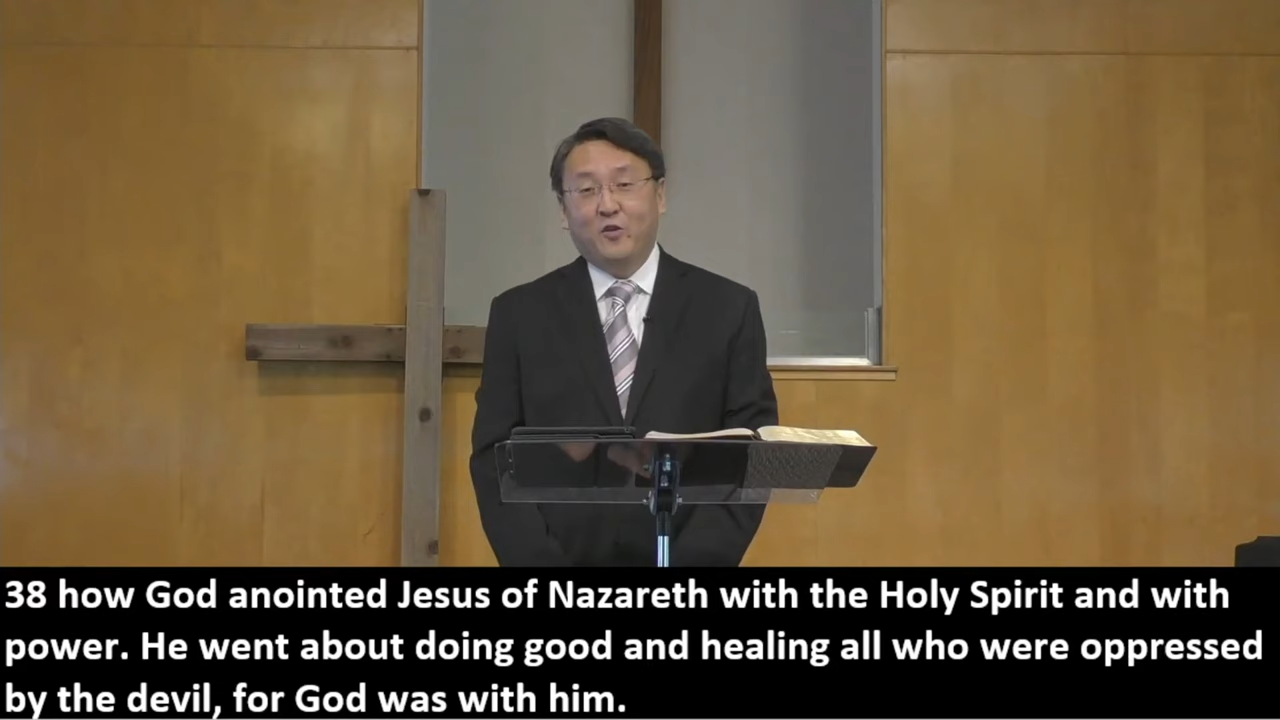 38 how God anointed Jesus of Nazareth with the Holy Spirit and with
power. He went about doing good and healing all who were oppressed
by the devil, for God was with him.